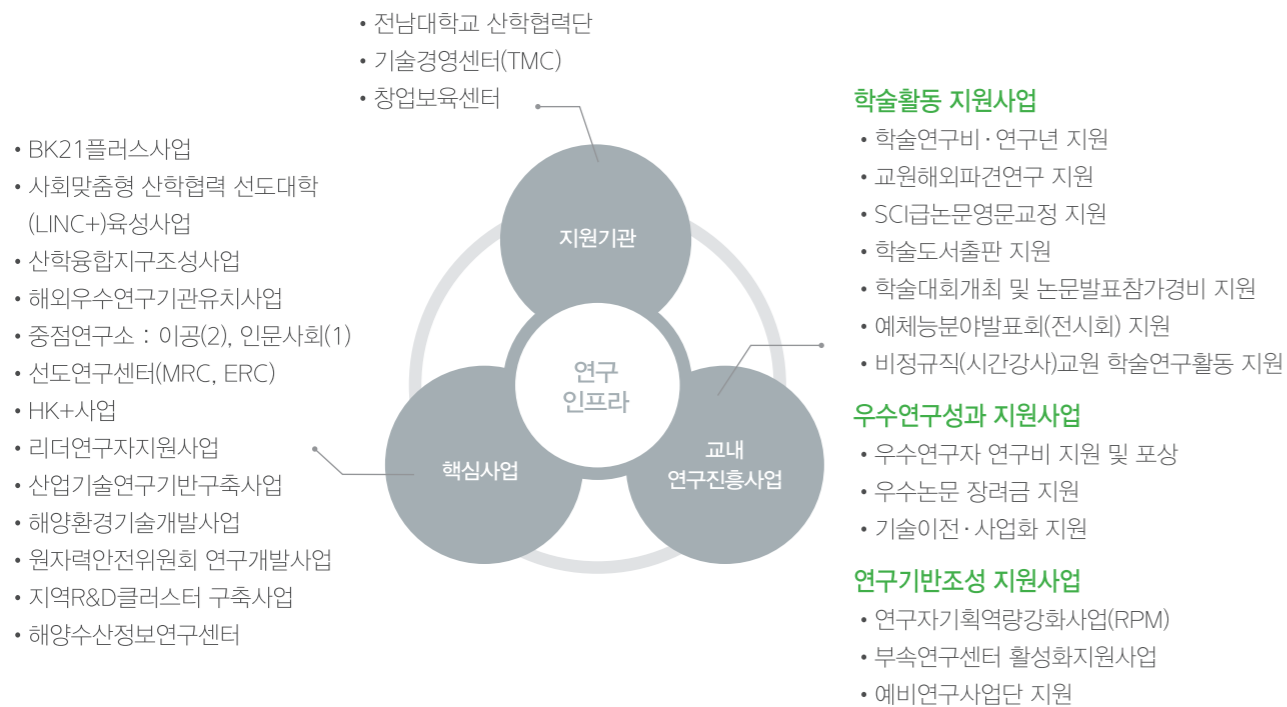 • 전남대학교 산학협력단
• 기술경영센터(TMC)
• 창업보육센터
• BK21플러스사업
• 사회맞춤형 산학협력 선도대학
(LINC+)육성사업
• 산학융합지구조성사업
• 해외우수연구기관유치사업
• 중점연구소 : 이공(2), 인문사회(1)
• 선도연구센터(MRC, ERC)
• HK+사업
• 리더연구자지원사업
• 산업기술연구기반구축사업
• 해양환경기술개발사업
• 원자력안전위원회 연구개발사업
• 지역R&D클러스터 구축사업
• 해양수산정보연구센터
지원기관
연구
인프라
핵심사업
교내
연구진흥사업
학술활동 지원사업
• 학술연구비·연구년 지원
• 교원해외파견연구 지원
• SCI급논문영문교정 지원
• 학술도서출판 지원
• 학술대회개최 및 논문발표참가경비 지원
• 예체능분야발표회(전시회) 지원
• 비정규직(시간강사)교원 학술연구활동 지원
우수연구성과 지원사업
• 우수연구자 연구비 지원 및 포상
• 우수논문 장려금 지원
• 기술이전·사업화 지원
연구기반조성 지원사업
• 연구자기획역량강화사업(RPM)
• 부속연구센터 활성화지원사업
• 예비연구사업단 지원